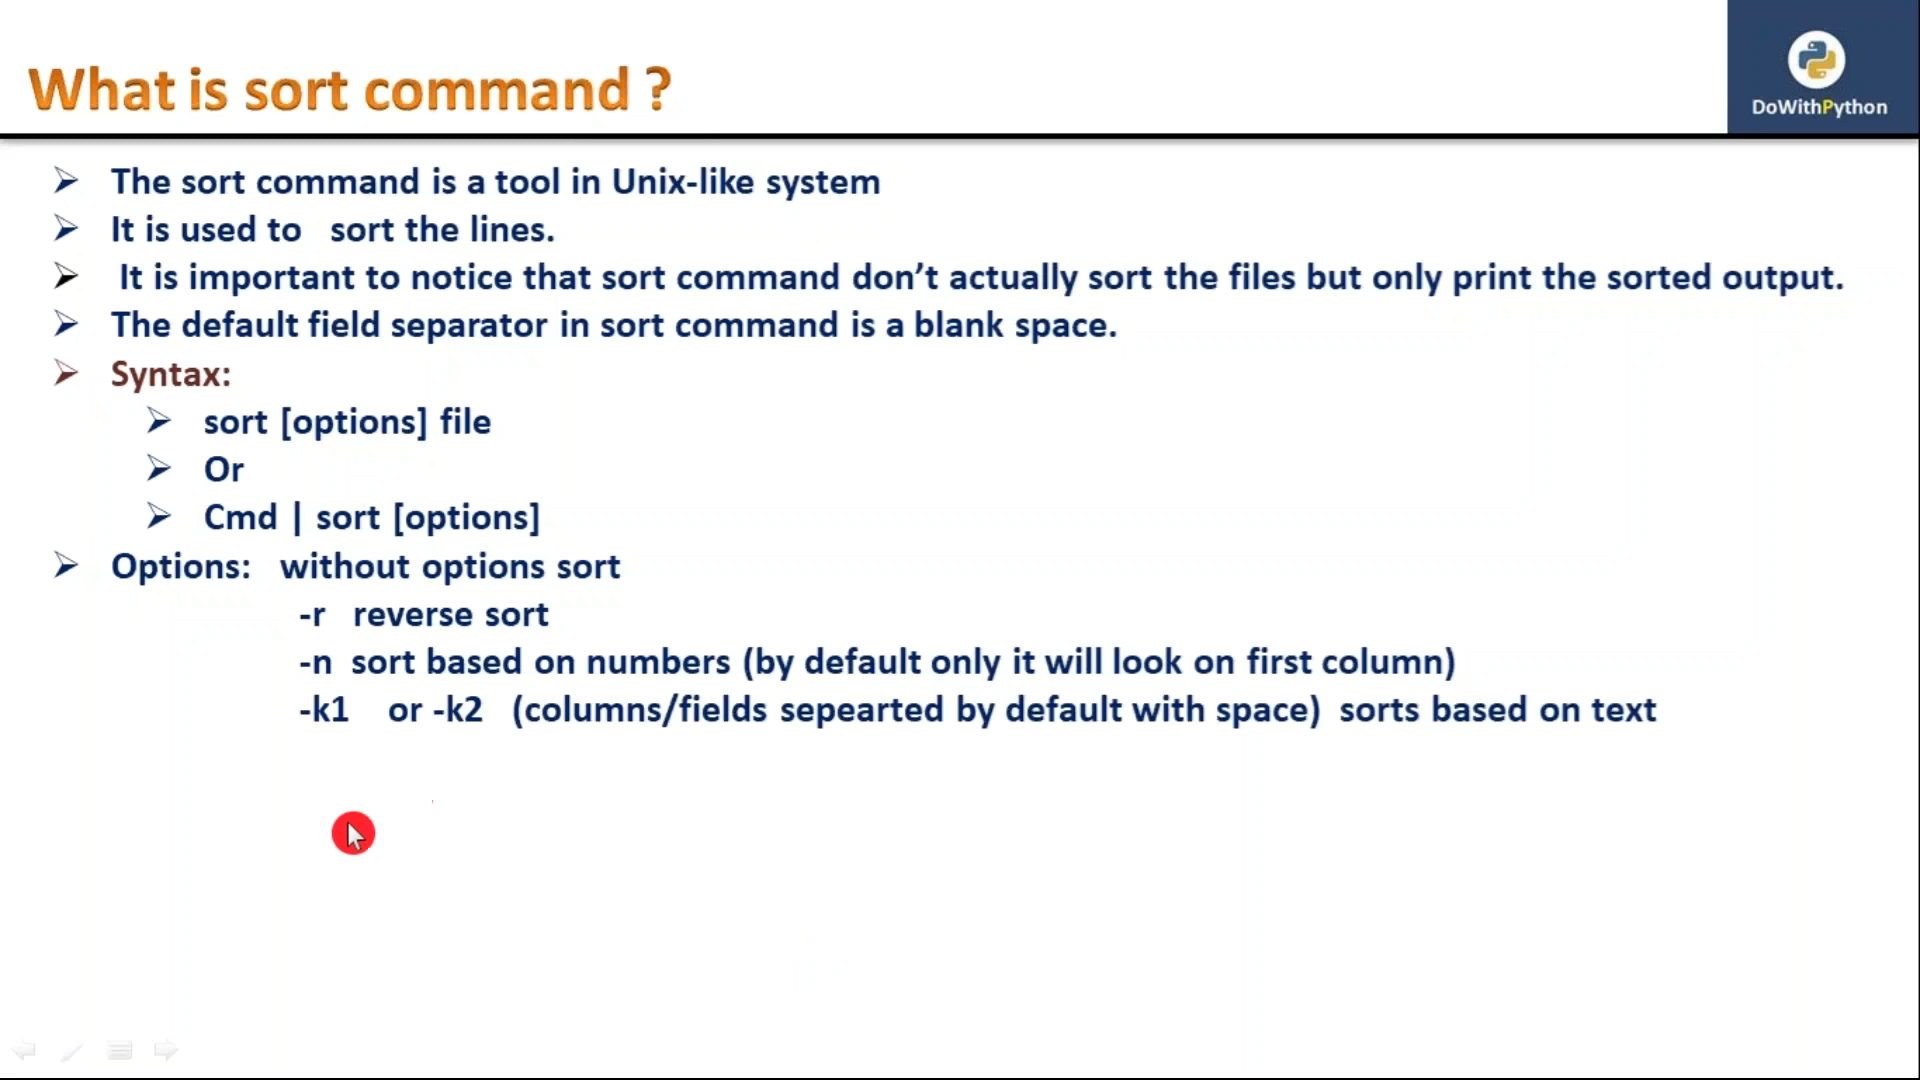 What is sort command ?
DoWithPython
The sort command is a tool in Unix-like system
It is used to sort the lines.
It is important to notice that sort command don't actually sort the files but only print the sorted output.
The default field separator in sort command is a blank space.
Syntax:
sort [options] file
Or
Cmd | sort [options]
Options: without options sort
-r reverse sort
-n sort based on numbers (by default only it will look on first column)
-k1 or -k2 (columns/fields sepearted by default with space) sorts based on text